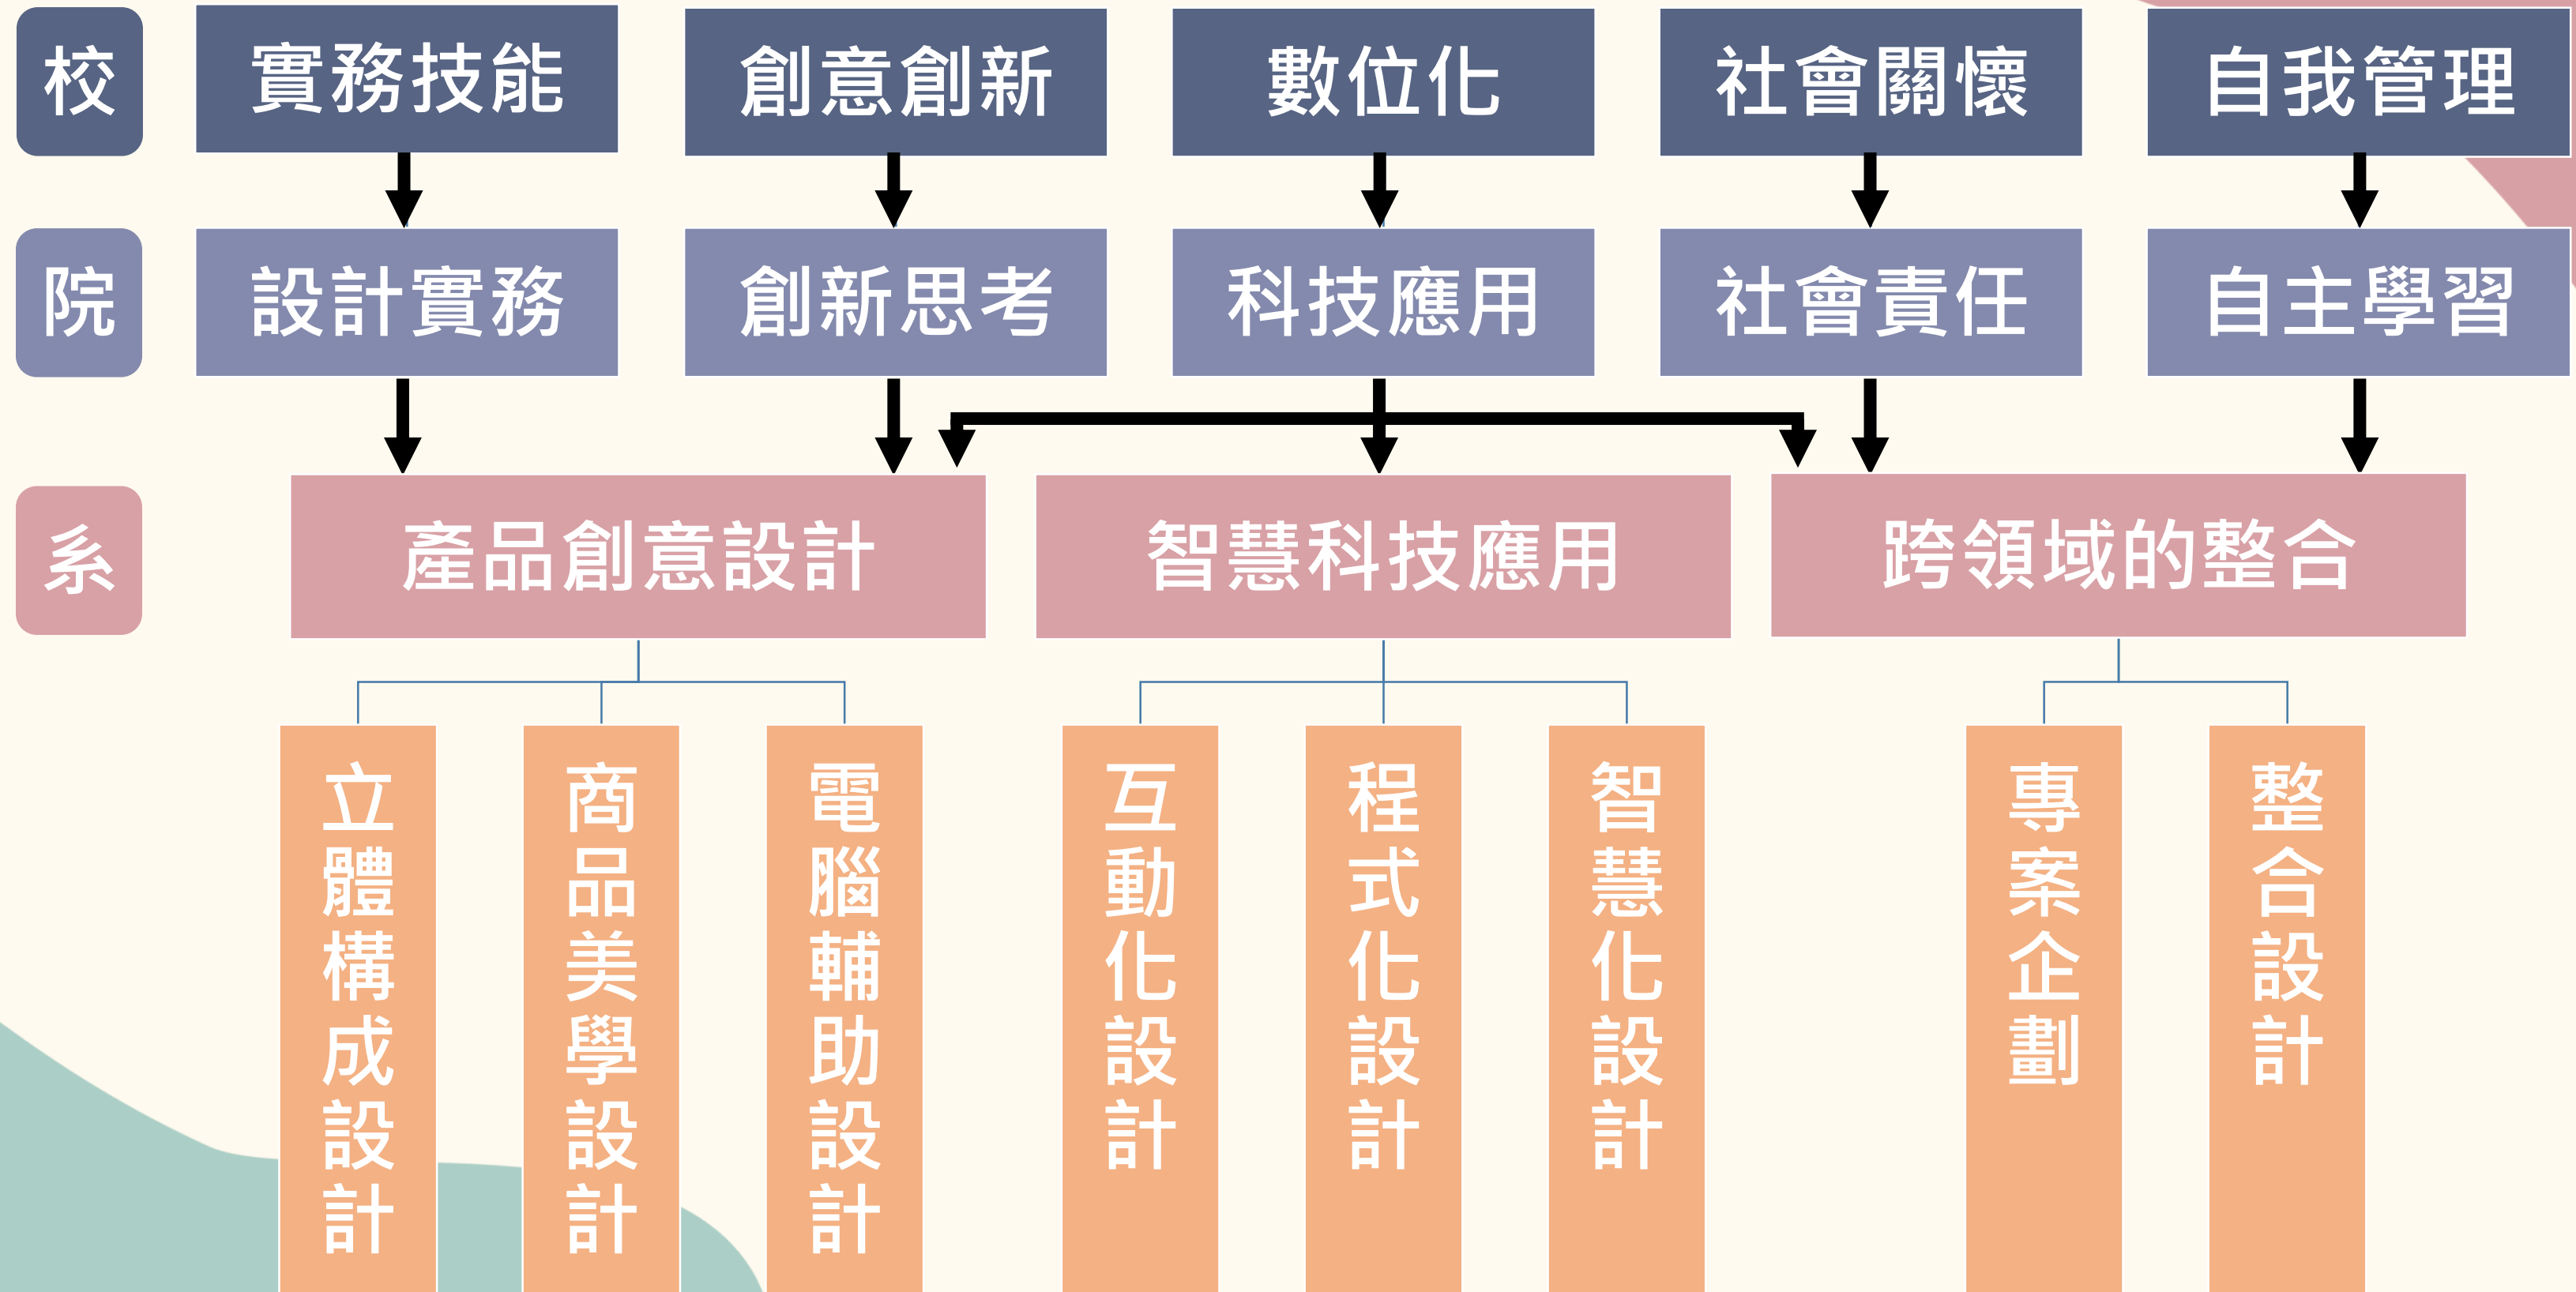 校
實務技能
創意創新
數位化
社會關懷
自我管理
院
設計實務
創新思考
科技應用
社會責任
自主學習
系
產品創意設計
智慧科技應用
跨領域的整合
立體構成設計
商品美學設計
電腦輔助設計
互動化設計
程式化設計
智慧化設計
專案企劃
整合設計